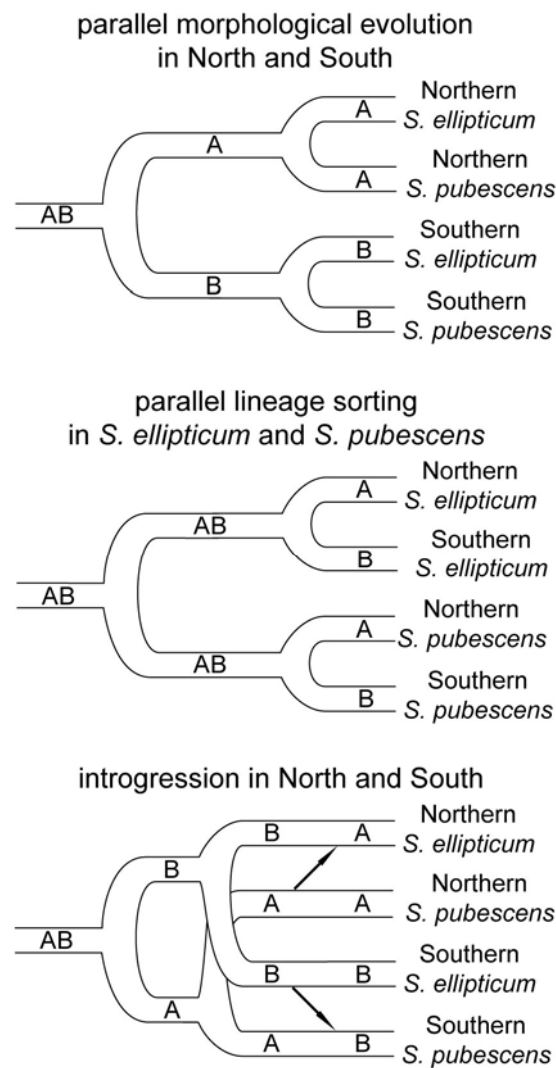 parallel morphological evolution
in North and South
Northern
A
S. ellipticum
A
Northern
A
S. pubescens
AB
Southern
B
S. ellipticum
B
Southern
B
S. pubescens
parallel lineage sorting
in S. ellipticum and S. pubescens
Northern
A
S. ellipticum
AB
Southern
B
S. ellipticum
AB
Northern
A
S. pubescens
AB
Southern
B
S. pubescens
introgression in North and South
Northern
B A
S. ellipticum
B
Northern
A A
S. pubescens
AB
Southern
B B
S. ellipticum
A
Southern
A B
S. pubescens